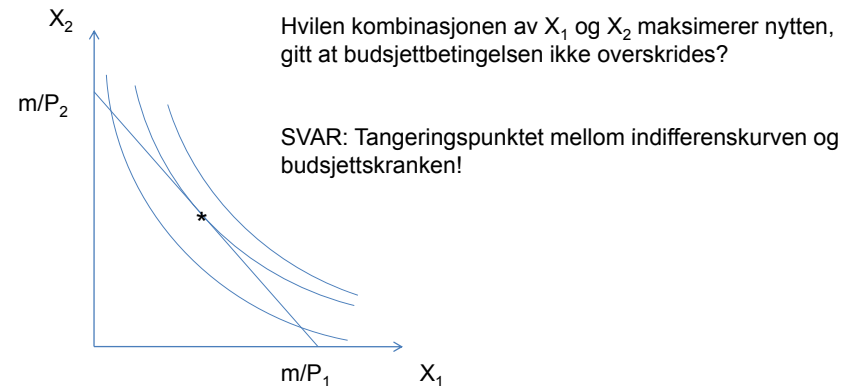 X₂
Hvilen kombinasjonen av X₁ og X₂ maksimerer nytten,
gitt at budsjettbetingelsen ikke overskrides?
m/P₂
SVAR: Tangeringspunktet mellom indifferenskurven og
budsjettskranken!
*
m/P₁
X₁